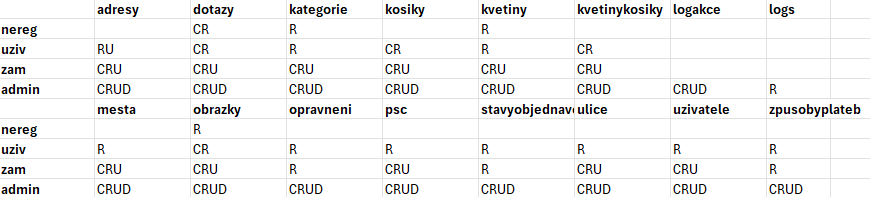 adresy dotazy kategorie kosiky kvetiny kvetinykosiky logakce logs
nereg CR R R
uziv RU CR R CR R CR
zam CRU CRU CRU CRU CRU CRU
admin CRUD CRUD CRUD CRUD CRUD CRUD CRUD R
mesta obrazky opravneni psc stavyobjednav ulice uzivatele zpusobyplateb
nereg R
uziv R CR R R R R R R
zam CRU CRU R CRU R CRU CRU R
admin CRUD CRUD CRUD CRUD CRUD CRUD CRUD CRUD